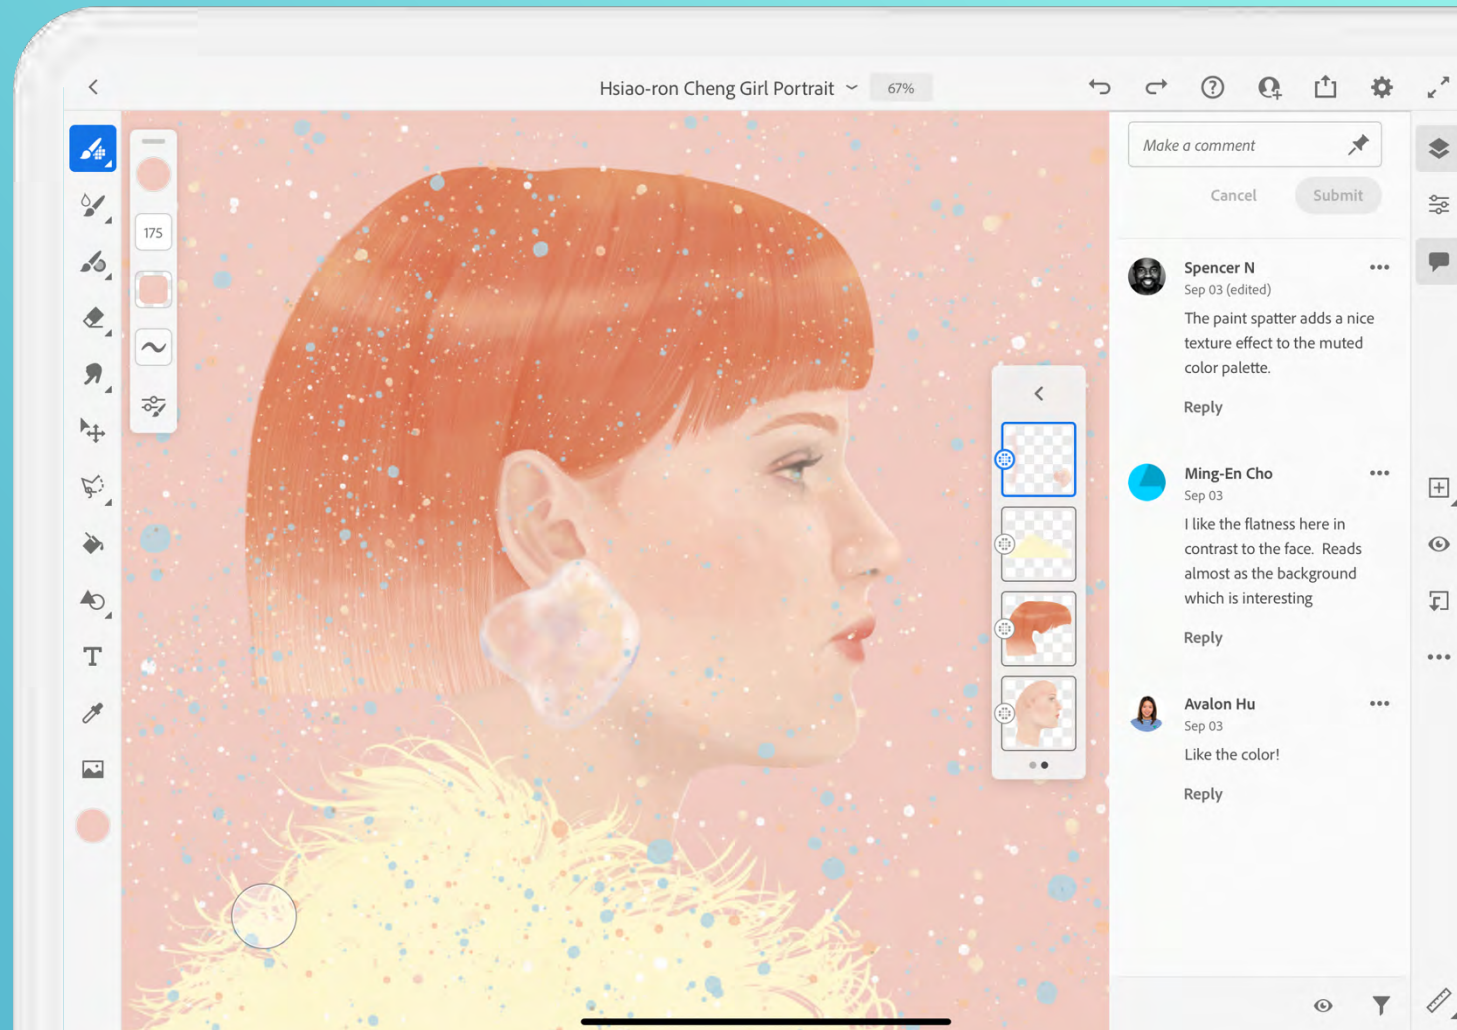 Hsiao-ron Cheng Girl Portrait 67%
175
T
Make a comment
Cancel Submit
Spencer N
Sep 03 (edited)
The paint spatter adds a nice
texture effect to the muted
color palette.
Reply
Ming-En Cho
Sep 03
I like the flatness here in
contrast to the face. Reads
almost as the background
which is interesting
Reply
Avalon Hu
Sep 03
Like the color!
Reply